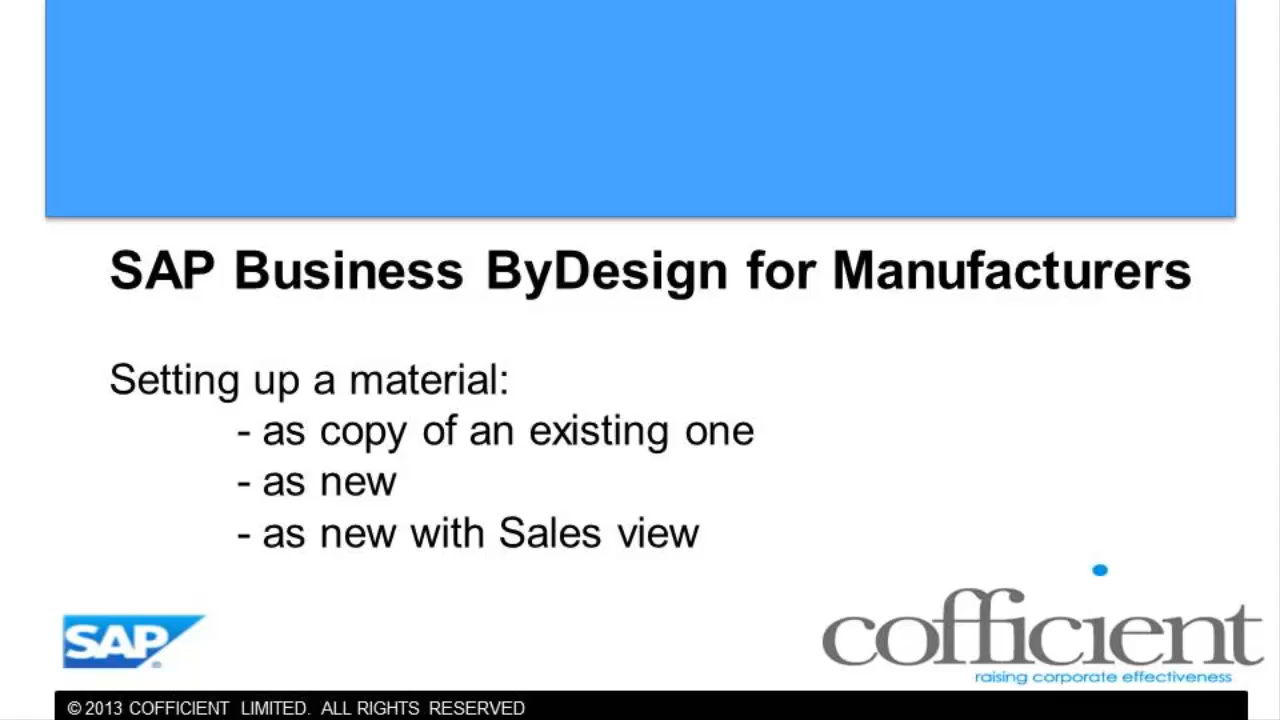 SAP Business ByDesign for Manufacturers
Setting up a material:
- as copy of an existing one
- as new
- as new with Sales view
SAP®
cofficient
raising corporate effectiveness
© 2013 COFFICIENT LIMITED. ALL RIGHTS RESERVED